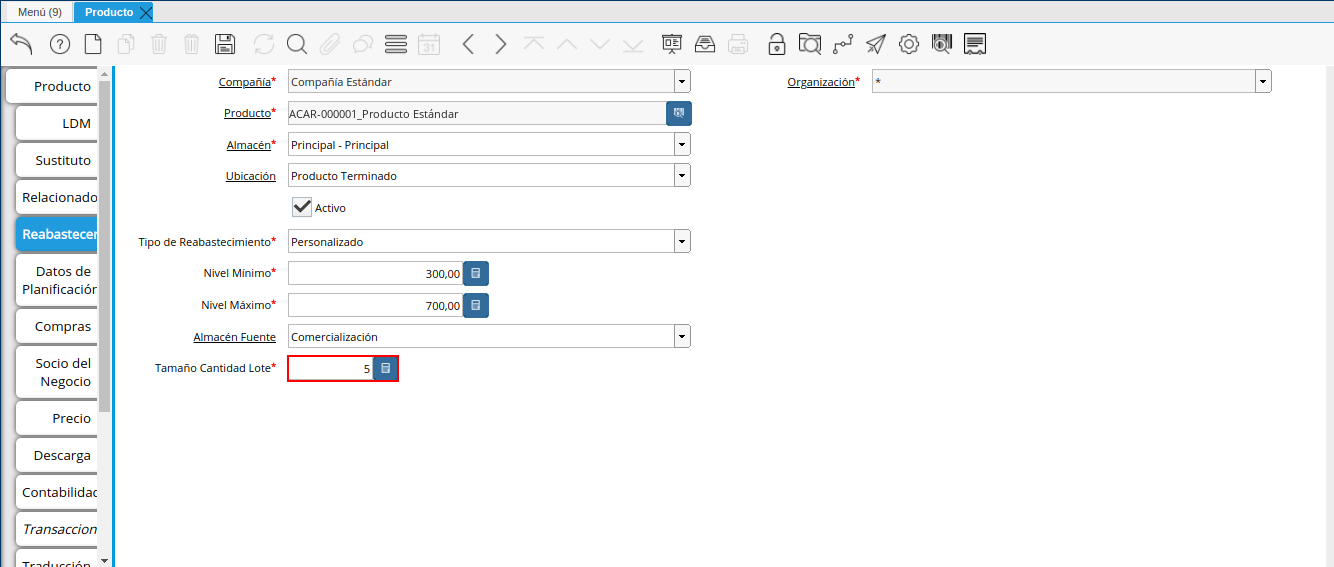 Menú (9)
Producto
?
31
Producto
LDM
Sustituto
Relacionado
Reabastecer
Datos de
Planificación
Compras
Socio del
Negocio
Precio
Descarga
Contabilidad
Transaccion
Traducción
Compañía* Compañía Estándar
Organización* *
Producto* ACAR-000001_Producto Estándar
Almacén* Principal - Principal
Ubicación Producto Terminado
Activo
Tipo de Reabastecimiento* Personalizado
Nivel Mínimo* 300,00
Nivel Máximo* 700,00
Almacén Fuente Comercialización
Tamaño Cantidad Lote* 5